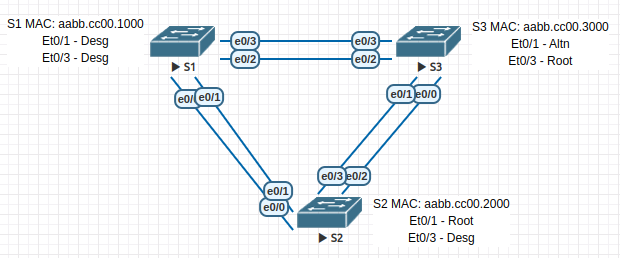 S1 MAC: aabb.cc00.1000
Et0/1 - Desg
Et0/3 - Desg
S3 MAC: aabb.cc00.3000
Et0/1 - Altn
Et0/3 - Root
e0/3
e0/3
e0/2
e0/2
S1
S3
e0/
e0/1
e0/1
e0/0
e0/3
e0/2
e0/1
e0/0
S2
S2 MAC: aabb.cc00.2000
Et0/1 - Root
Et0/3 - Desg